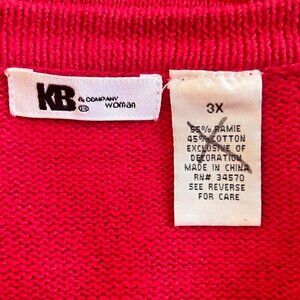 KB ® & COMPANY
woman
3X
55% RAMIE
45% COTTON
EXCLUSIVE OF
DECORATION
MADE IN CHINA
RN# 34570
SEE REVERSE
FOR CARE